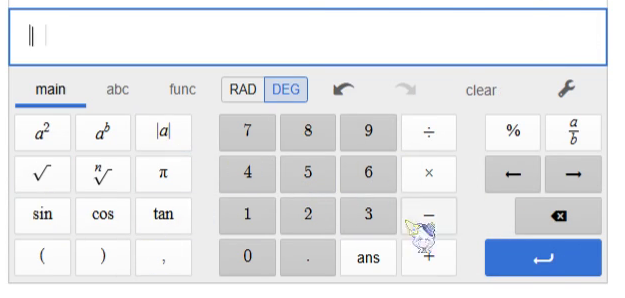 main abc func RAD DEG clear
a² aᵇ |a| 7 8 9 ÷ % a/b
√ ⁿ√ π 4 5 6 × ← →
sin cos tan 1 2 3 −
( ) , 0 . ans +